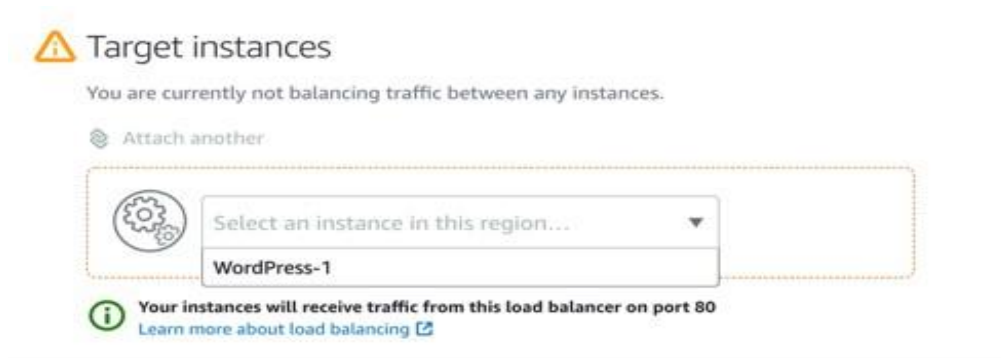 Target instances
You are currently not balancing traffic between any instances.
Attach another
Select an instance in this region...
WordPress-1
Your instances will receive traffic from this load balancer on port 80
Learn more about load balancing